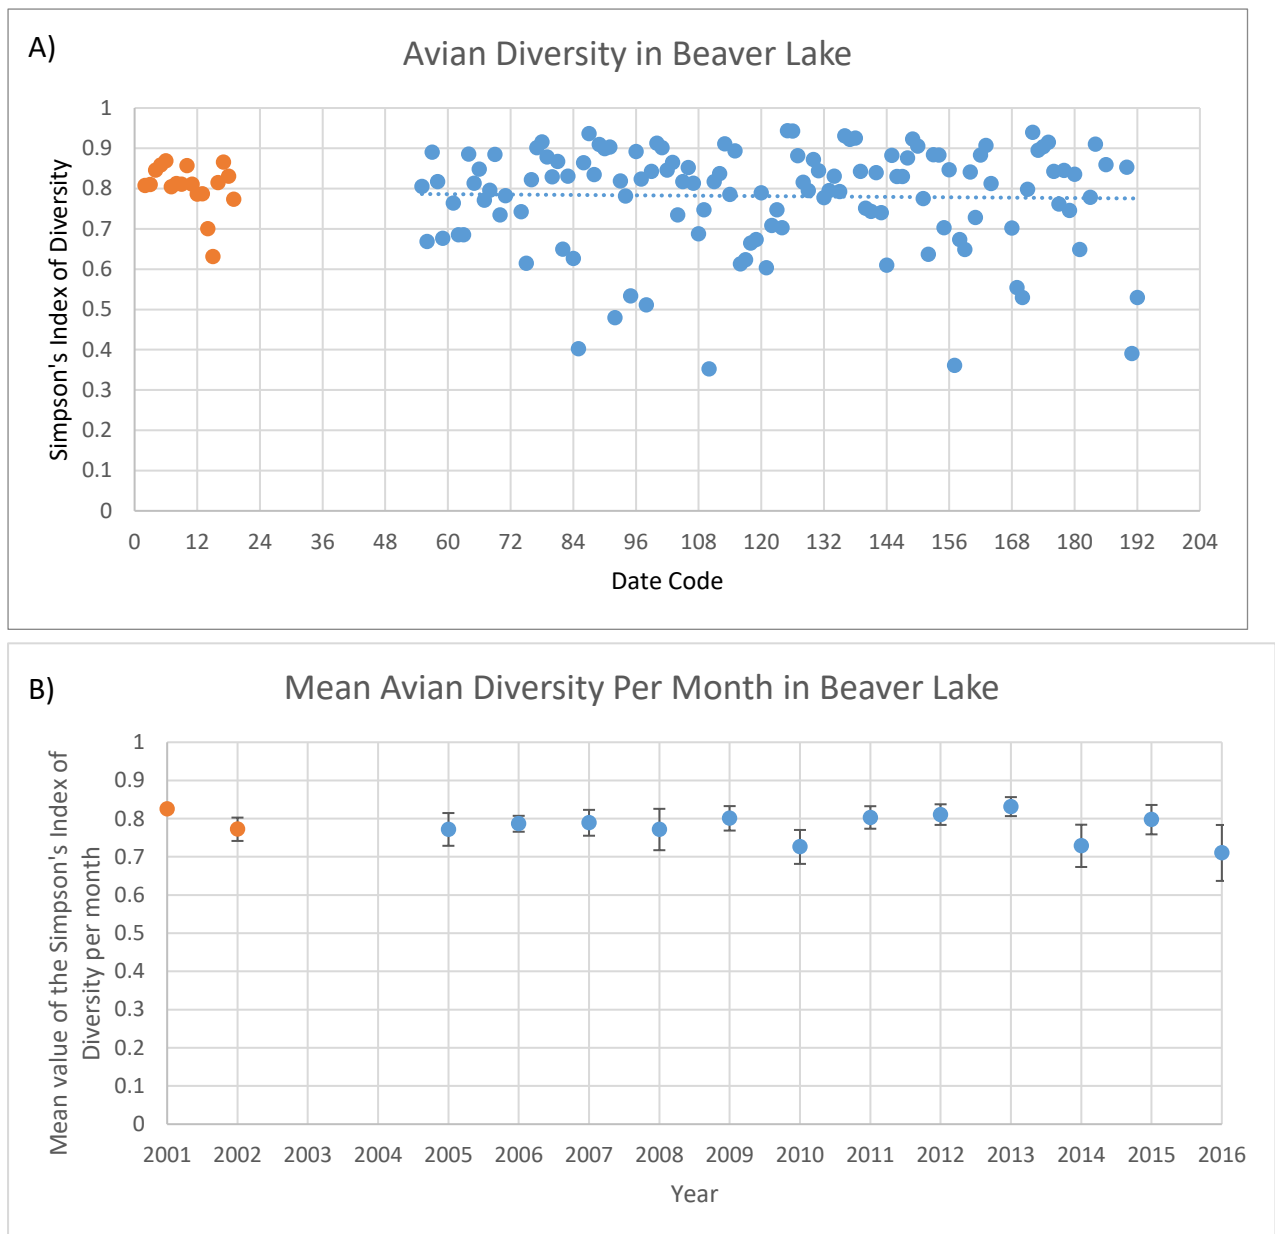 A)
Avian Diversity in Beaver Lake
Simpson's Index of Diversity
1
0.9
0.8
0.7
0.6
0.5
0.4
0.3
0.2
0.1
0
0 12 24 36 48 60 72 84 96 108 120 132 144 156 168 180 192 204
Date Code
B)
Mean Avian Diversity Per Month in Beaver Lake
Mean value of the Simpson's Index of
Diversity per month
1
0.9
0.8
0.7
0.6
0.5
0.4
0.3
0.2
0.1
0
2001 2002 2003 2004 2005 2006 2007 2008 2009 2010 2011 2012 2013 2014 2015 2016
Year